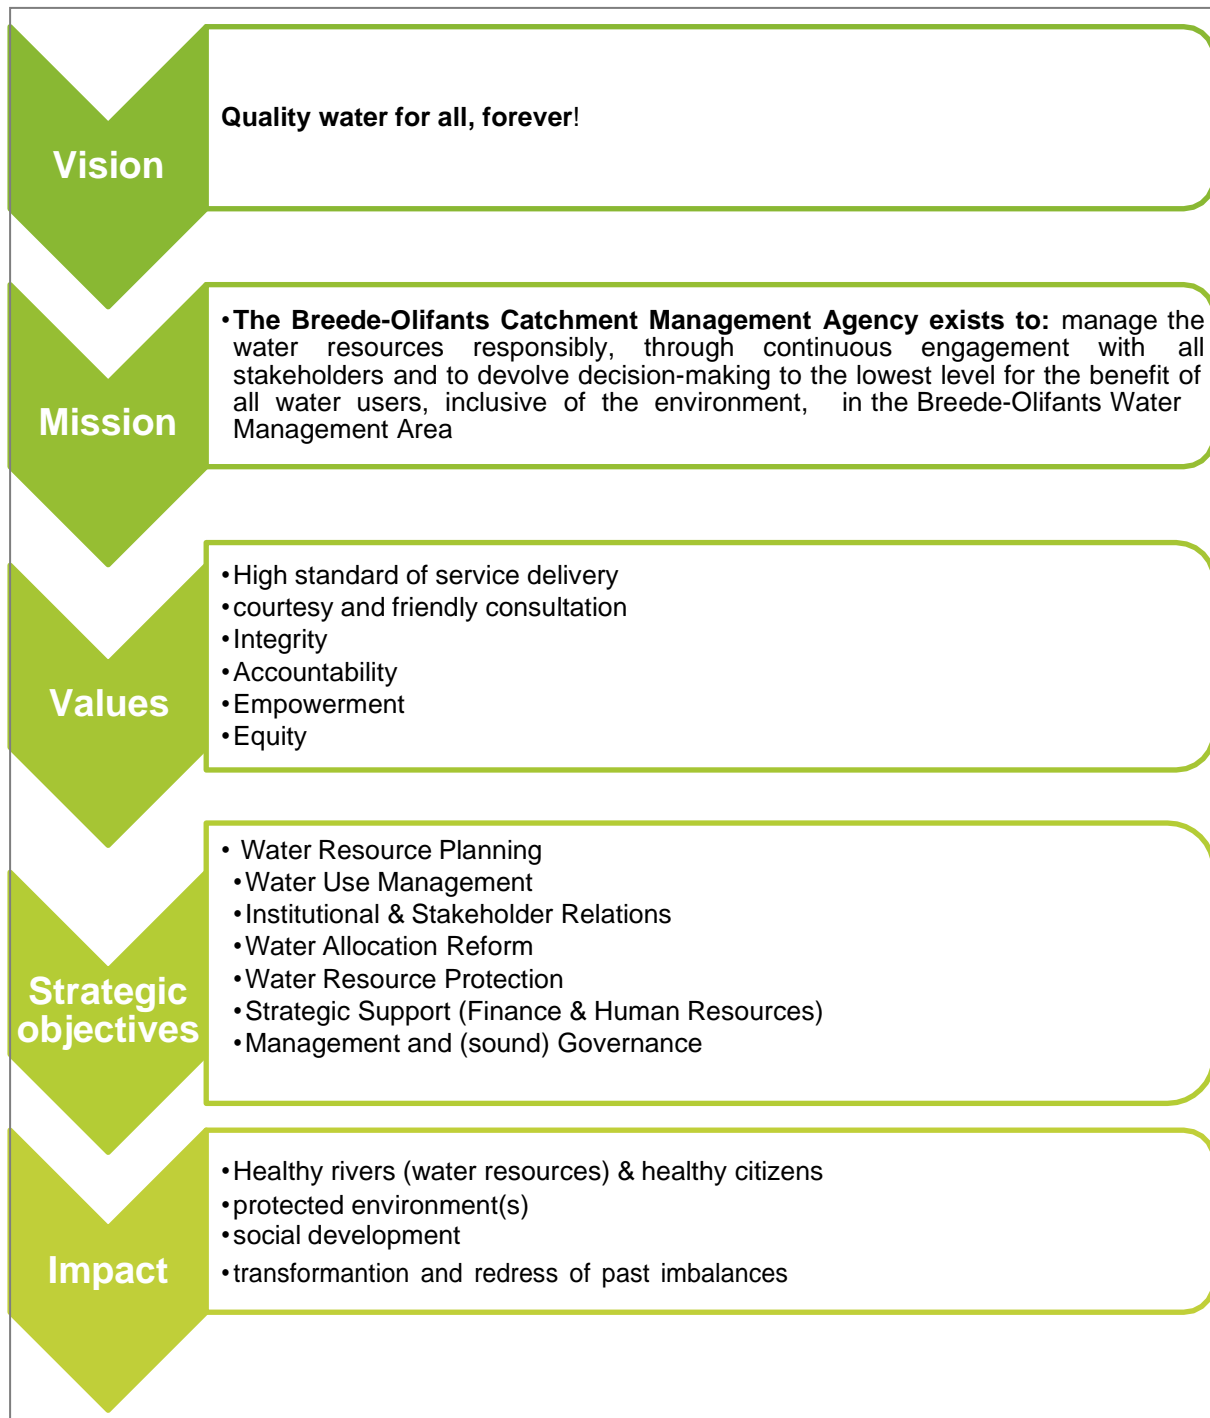 Vision
Quality water for all, forever!
Mission
•The Breede-Olifants Catchment Management Agency exists to: manage the
water resources responsibly, through continuous engagement with all
stakeholders and to devolve decision-making to the lowest level for the benefit of
all water users, inclusive of the environment, in the Breede-Olifants Water
Management Area
Values
•High standard of service delivery
•courtesy and friendly consultation
•Integrity
•Accountability
•Empowerment
•Equity
Strategic
objectives
• Water Resource Planning
•Water Use Management
•Institutional & Stakeholder Relations
•Water Allocation Reform
•Water Resource Protection
•Strategic Support (Finance & Human Resources)
•Management and (sound) Governance
Impact
•Healthy rivers (water resources) & healthy citizens
•protected environment(s)
•social development
•transformantion and redress of past imbalances